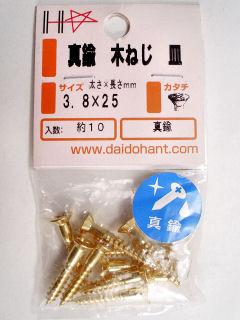 真鍮 木ねじ 皿
サイズ 太さ×長さmm カタチ
3.8×25
入数: 約10 真鍮
www.daidohant.com
真鍮